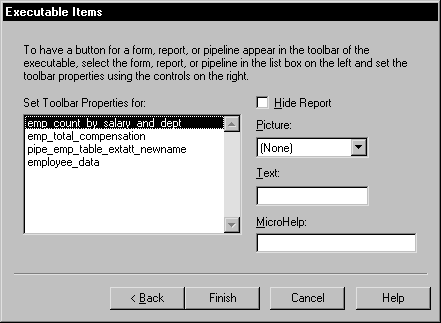 Executable Items
To have a button for a form, report, or pipeline appear in the toolbar of the
executable, select the form, report, or pipeline in the list box on the left and set the
toolbar properties using the controls on the right.
Set Toolbar Properties for:
emp_count_by_salary_and_dept
emp_total_compensation
pipe_emp_table_extatt_newname
employee_data
Hide Report
Picture:
(None)
Text:
MicroHelp:
< Back
Finish
Cancel
Help